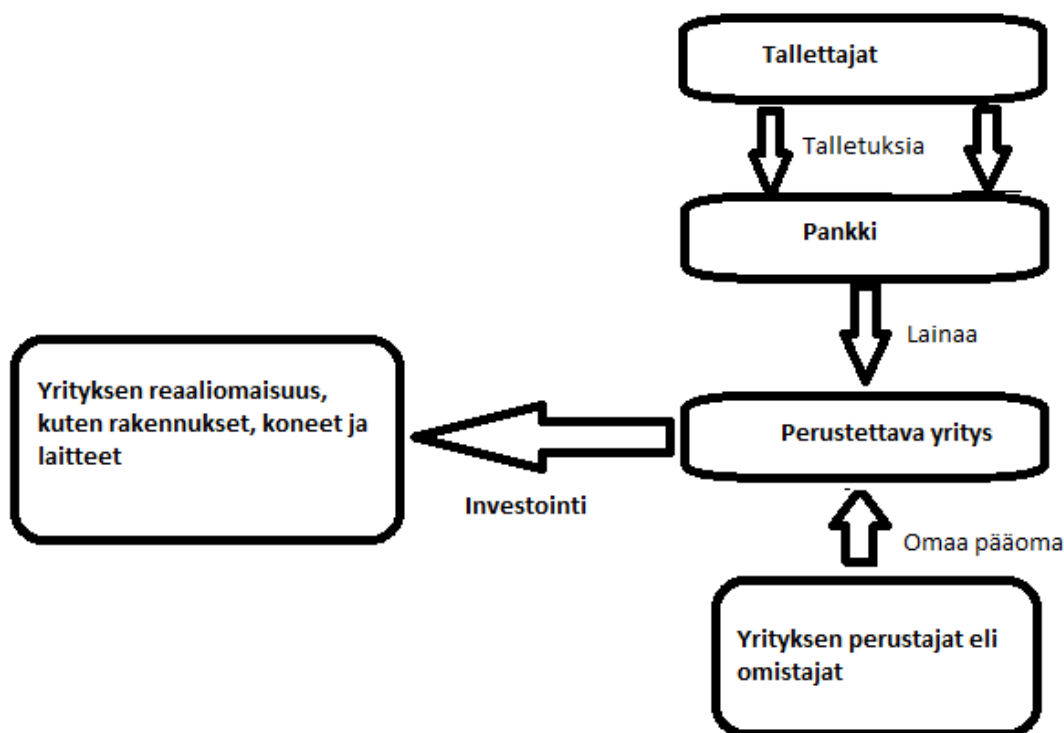 Tallettajat
Talletuksia
Pankki
Lainaa
Yrityksen reaaliomaisuus,
kuten rakennukset, koneet ja
laitteet
Perustettava yritys
Investointi
Omaa pääoma
Yrityksen perustajat eli
omistajat